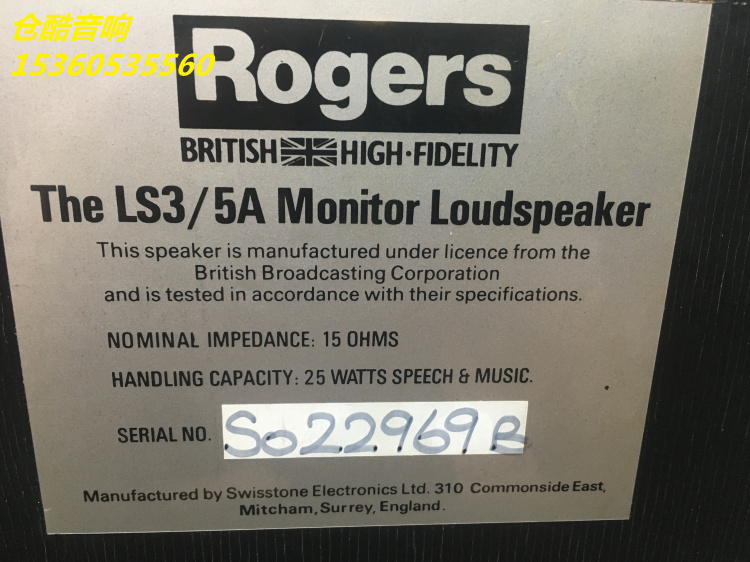 仓酷音响
15360535560
Rogers
BRITISH HIGH·FIDELITY
The LS3/5A Monitor Loudspeaker
This speaker is manufactured under licence from the
British Broadcasting Corporation
and is tested in accordance with their specifications.
NOMINAL IMPEDANCE: 15 OHMS
HANDLING CAPACITY: 25 WATTS SPEECH & MUSIC.
SERIAL NO. SO22969B
Manufactured by Swisstone Electronics Ltd. 310 Commonside East,
Mitcham, Surrey, England.